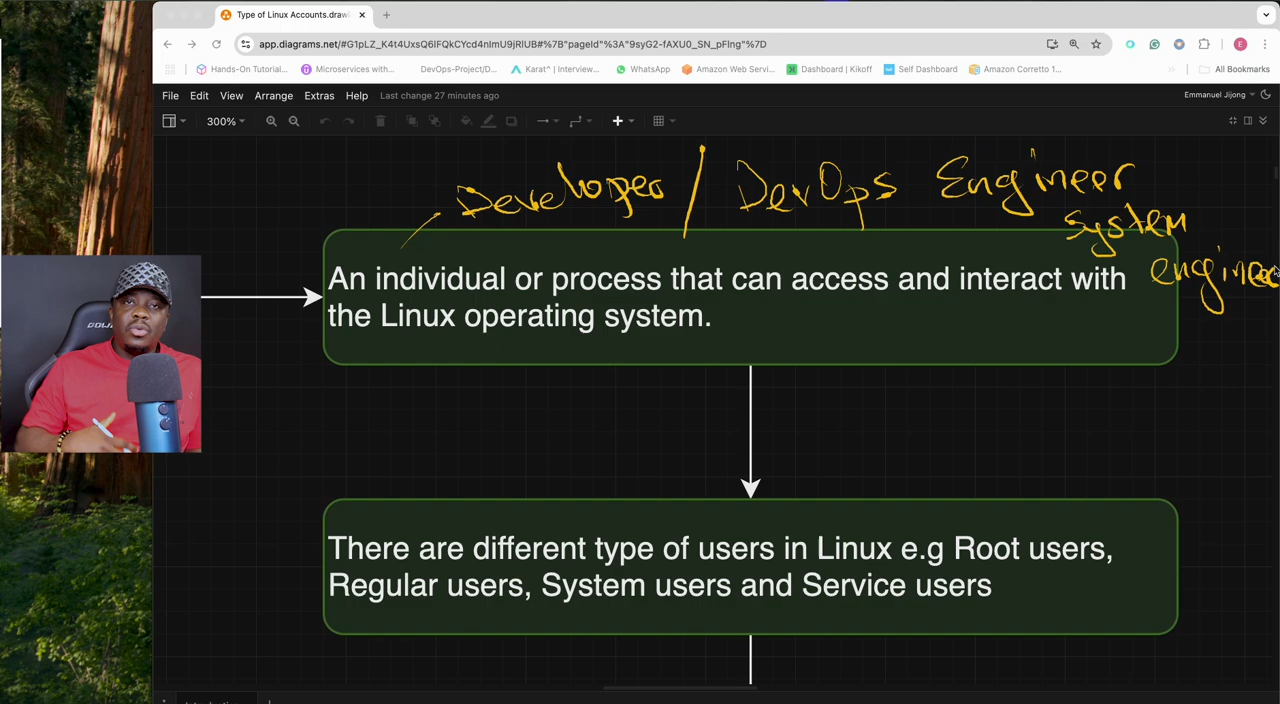 Type of Linux Accounts.draw
app.diagrams.net/#G1pLZ_K4t4UxsQ6IFQkCYcd4nImU9jRIUB#%7B"pageId"%3A"9syG2-fAXU0_SN_pFIng"%7D
E
Hands-On Tutorial...
Microservices with...
DevOps-Project/D...
Karat^ | Interview...
WhatsApp
Amazon Web Servi...
Dashboard | Kikoff
Self Dashboard
Amazon Corretto 1...
All Bookmarks
File Edit View Arrange Extras Help Last change 27 minutes ago
Emmanuel Jijong
300%
Developer / DevOps Engineer
system
engineer
An individual or process that can access and interact with
the Linux operating system.
There are different type of users in Linux e.g Root users,
Regular users, System users and Service users